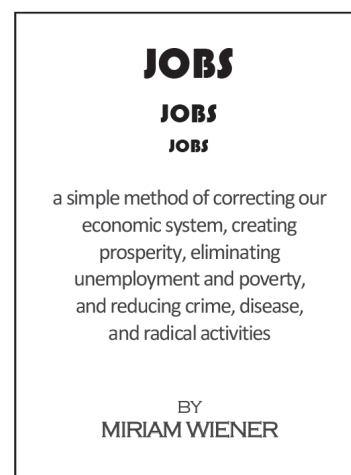 JOBS
JOBS
JOBS
a simple method of correcting our
economic system, creating
prosperity, eliminating
unemployment and poverty,
and reducing crime, disease,
and radical activities
BY
MIRIAM WIENER